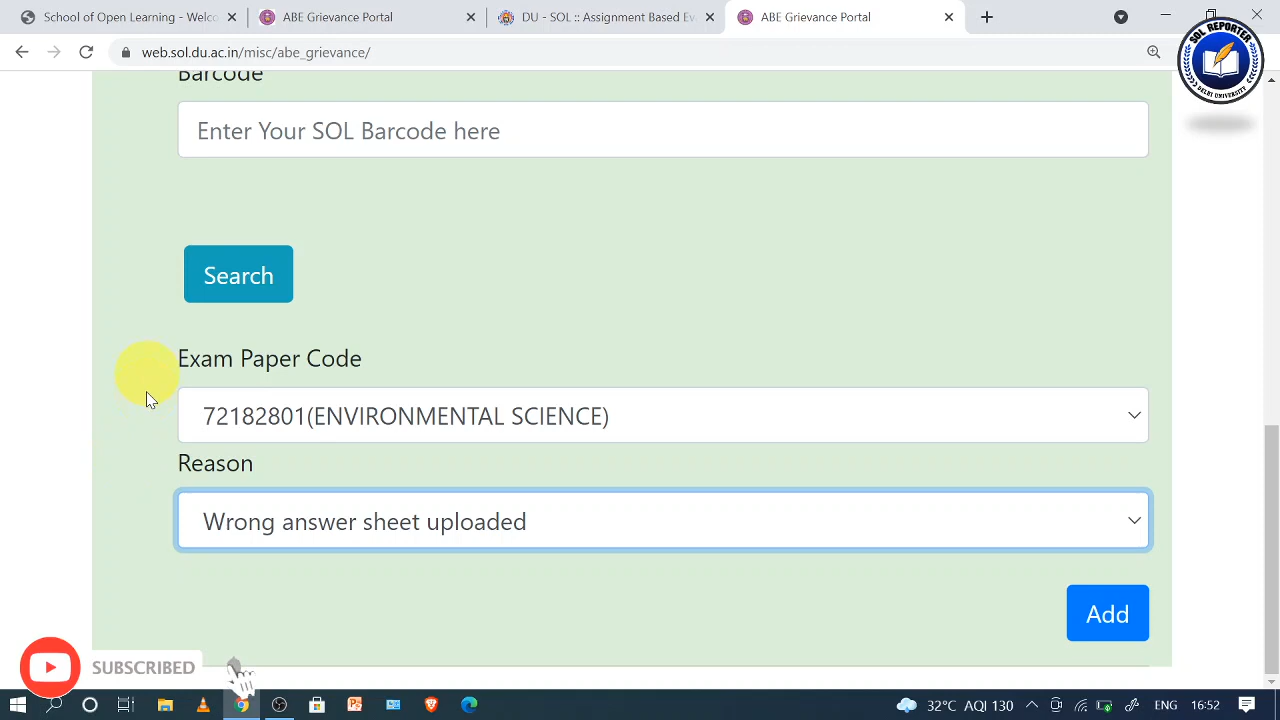 School of Open Learning - Welco
ABE Grievance Portal
DU - SOL :: Assignment Based Ev
ABE Grievance Portal
web.sol.du.ac.in/misc/abe_grievance/
SOL REPORTER
DELHI UNIVERSITY
Barcode
Enter Your SOL Barcode here
Search
Exam Paper Code
72182801(ENVIRONMENTAL SCIENCE)
Reason
Wrong answer sheet uploaded
Add
SUBSCRIBED
32°C AQI 130
ENG
16:52